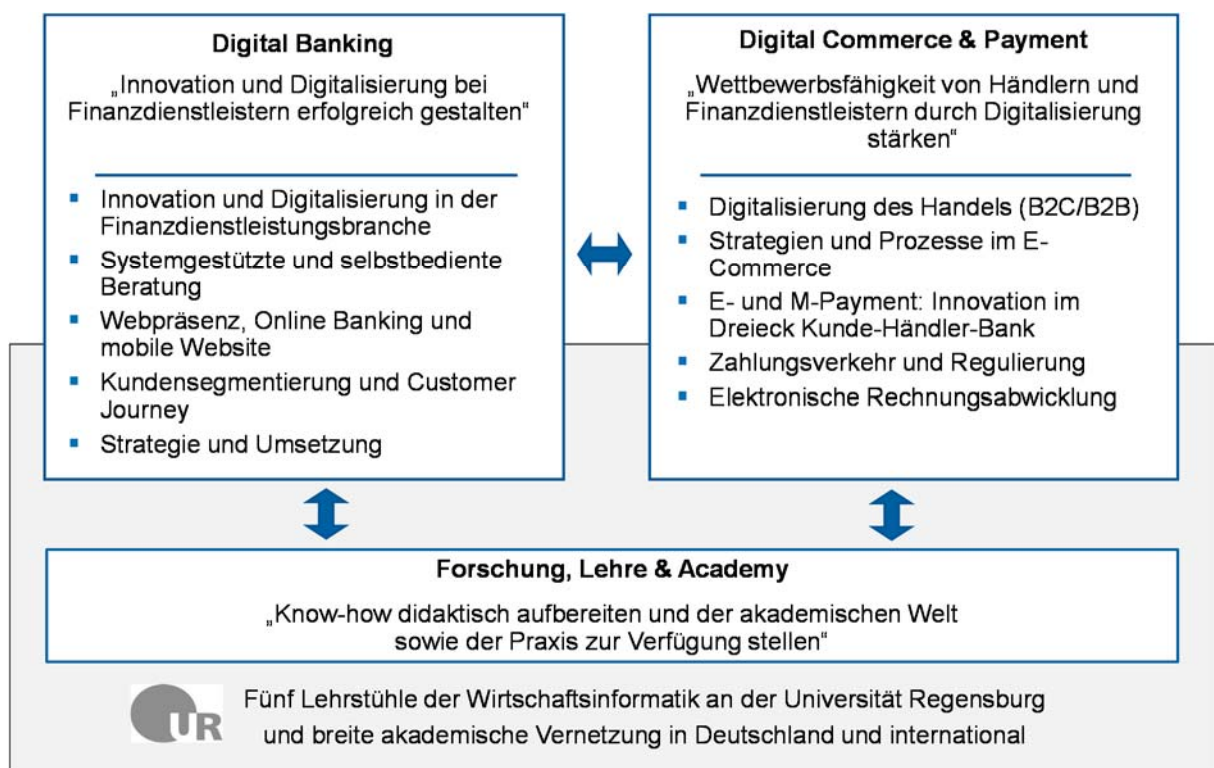 Digital Banking
„Innovation und Digitalisierung bei
Finanzdienstleistern erfolgreich gestalten“
▪ Innovation und Digitalisierung in der
Finanzdienstleistungsbranche
▪ Systemgestützte und selbstbediente
Beratung
▪ Webpräsenz, Online Banking und
mobile Website
▪ Kundensegmentierung und Customer
Journey
▪ Strategie und Umsetzung
Digital Commerce & Payment
„Wettbewerbsfähigkeit von Händlern und
Finanzdienstleistern durch Digitalisierung
stärken“
▪ Digitalisierung des Handels (B2C/B2B)
▪ Strategien und Prozesse im E-
Commerce
▪ E- und M-Payment: Innovation im
Dreieck Kunde-Händler-Bank
▪ Zahlungsverkehr und Regulierung
▪ Elektronische Rechnungsabwicklung
Forschung, Lehre & Academy
„Know-how didaktisch aufbereiten und der akademischen Welt
sowie der Praxis zur Verfügung stellen“
UR
Fünf Lehrstühle der Wirtschaftsinformatik an der Universität Regensburg
und breite akademische Vernetzung in Deutschland und international